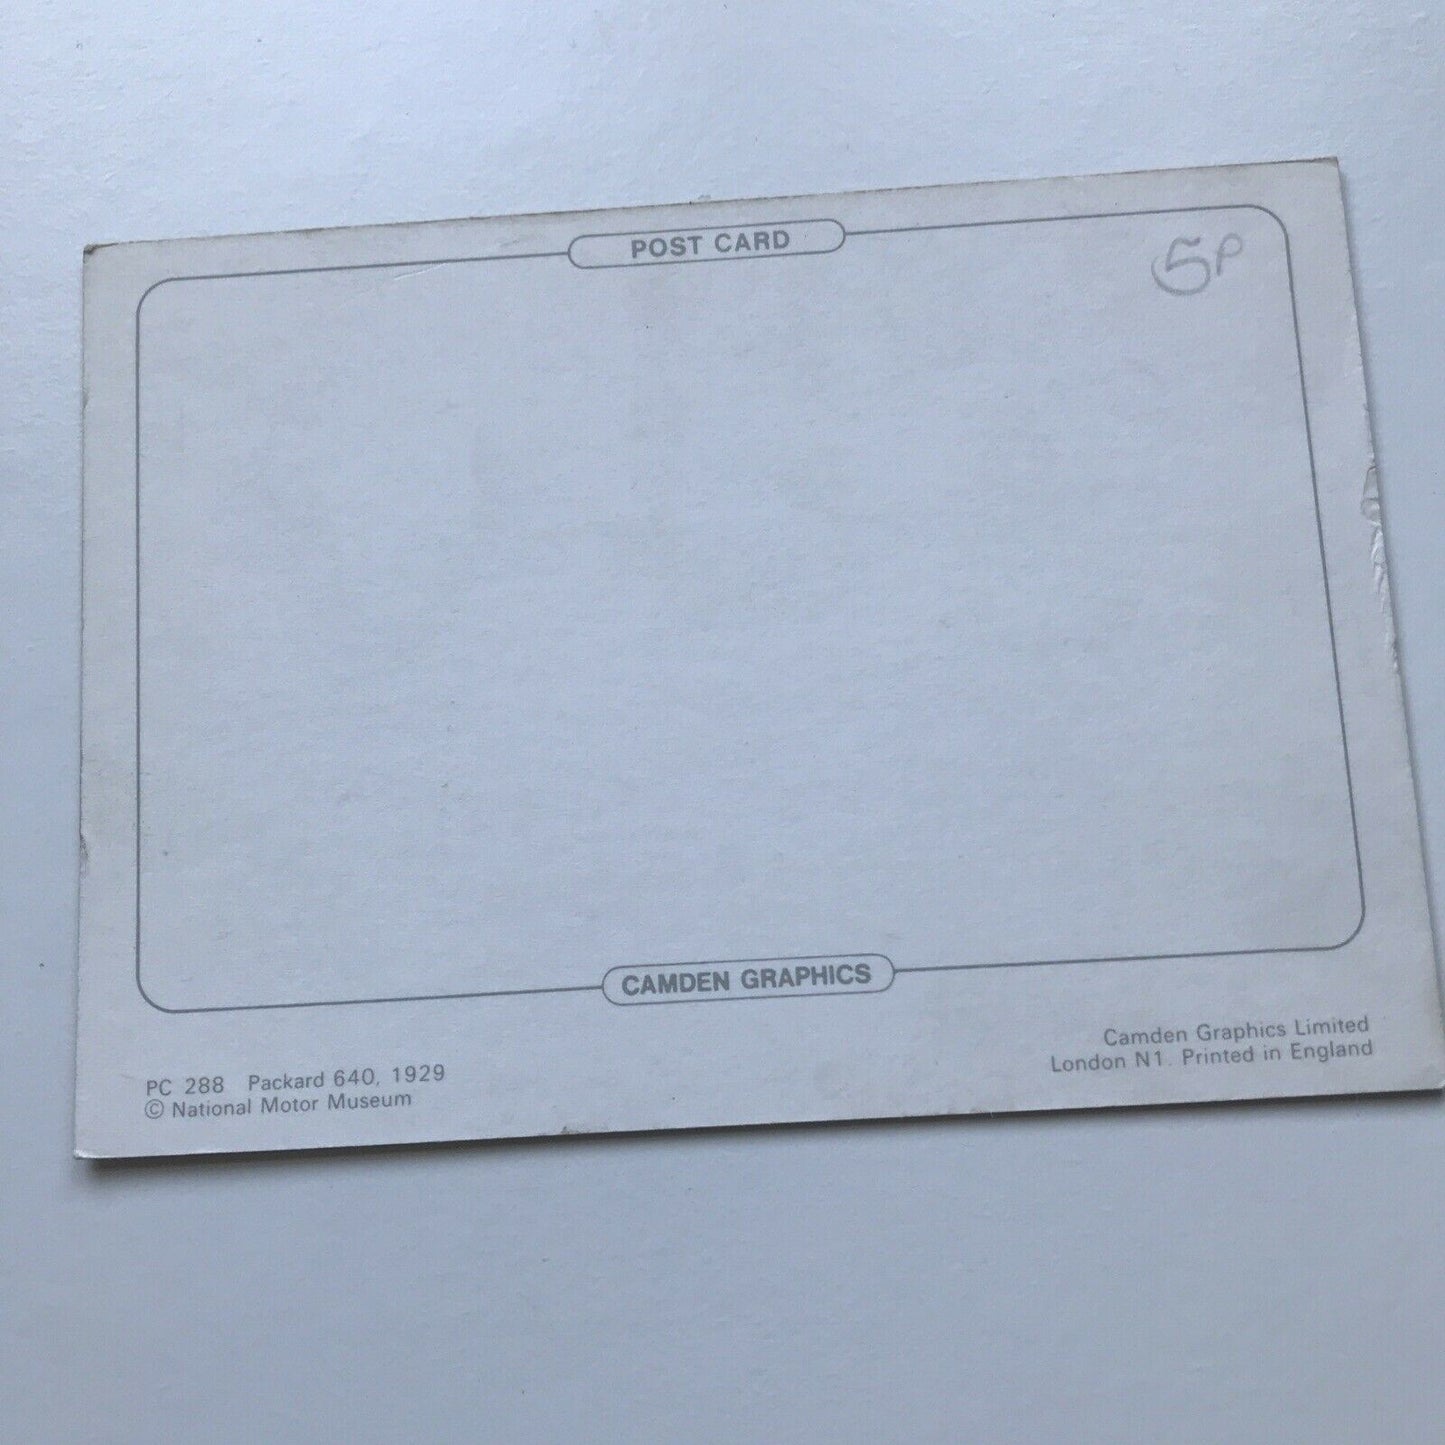 POST CARD
5P
CAMDEN GRAPHICS
PC 288 Packard 640, 1929
© National Motor Museum
Camden Graphics Limited
London N1. Printed in England